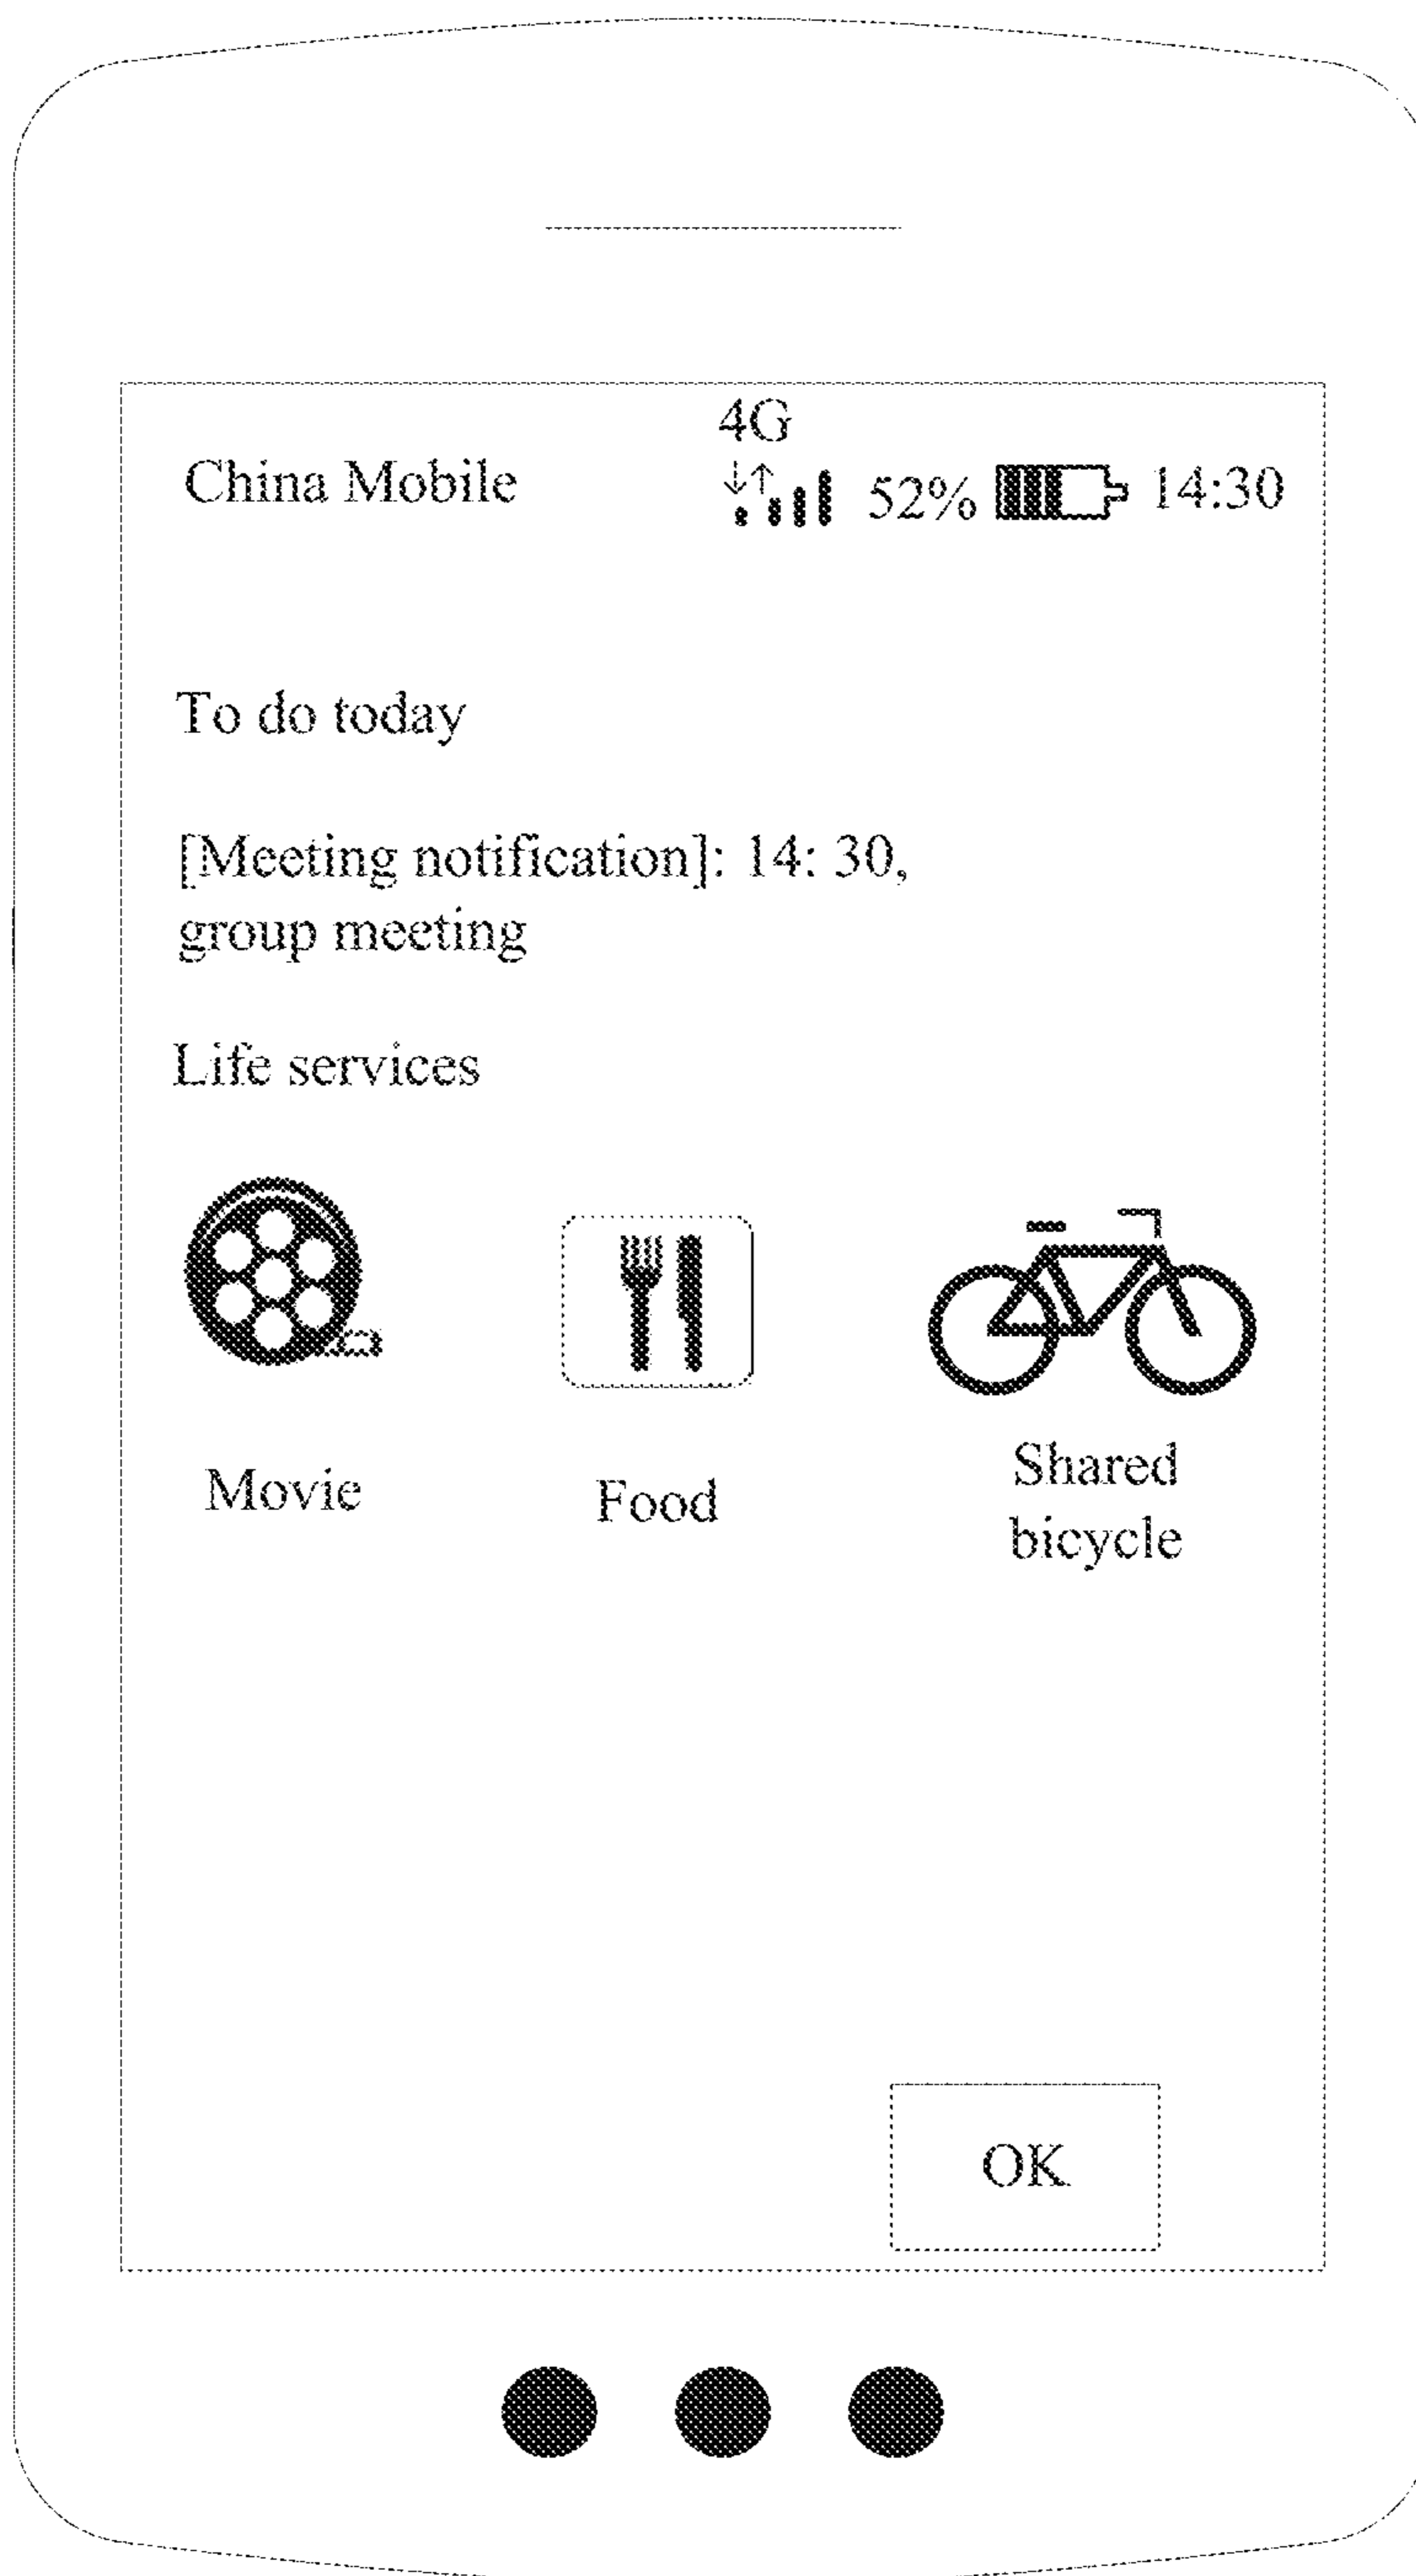 4G
China Mobile 52% 14:30
To do today
[Meeting notification]: 14: 30,
group meeting
Life services
Movie Food Shared
bicycle
OK